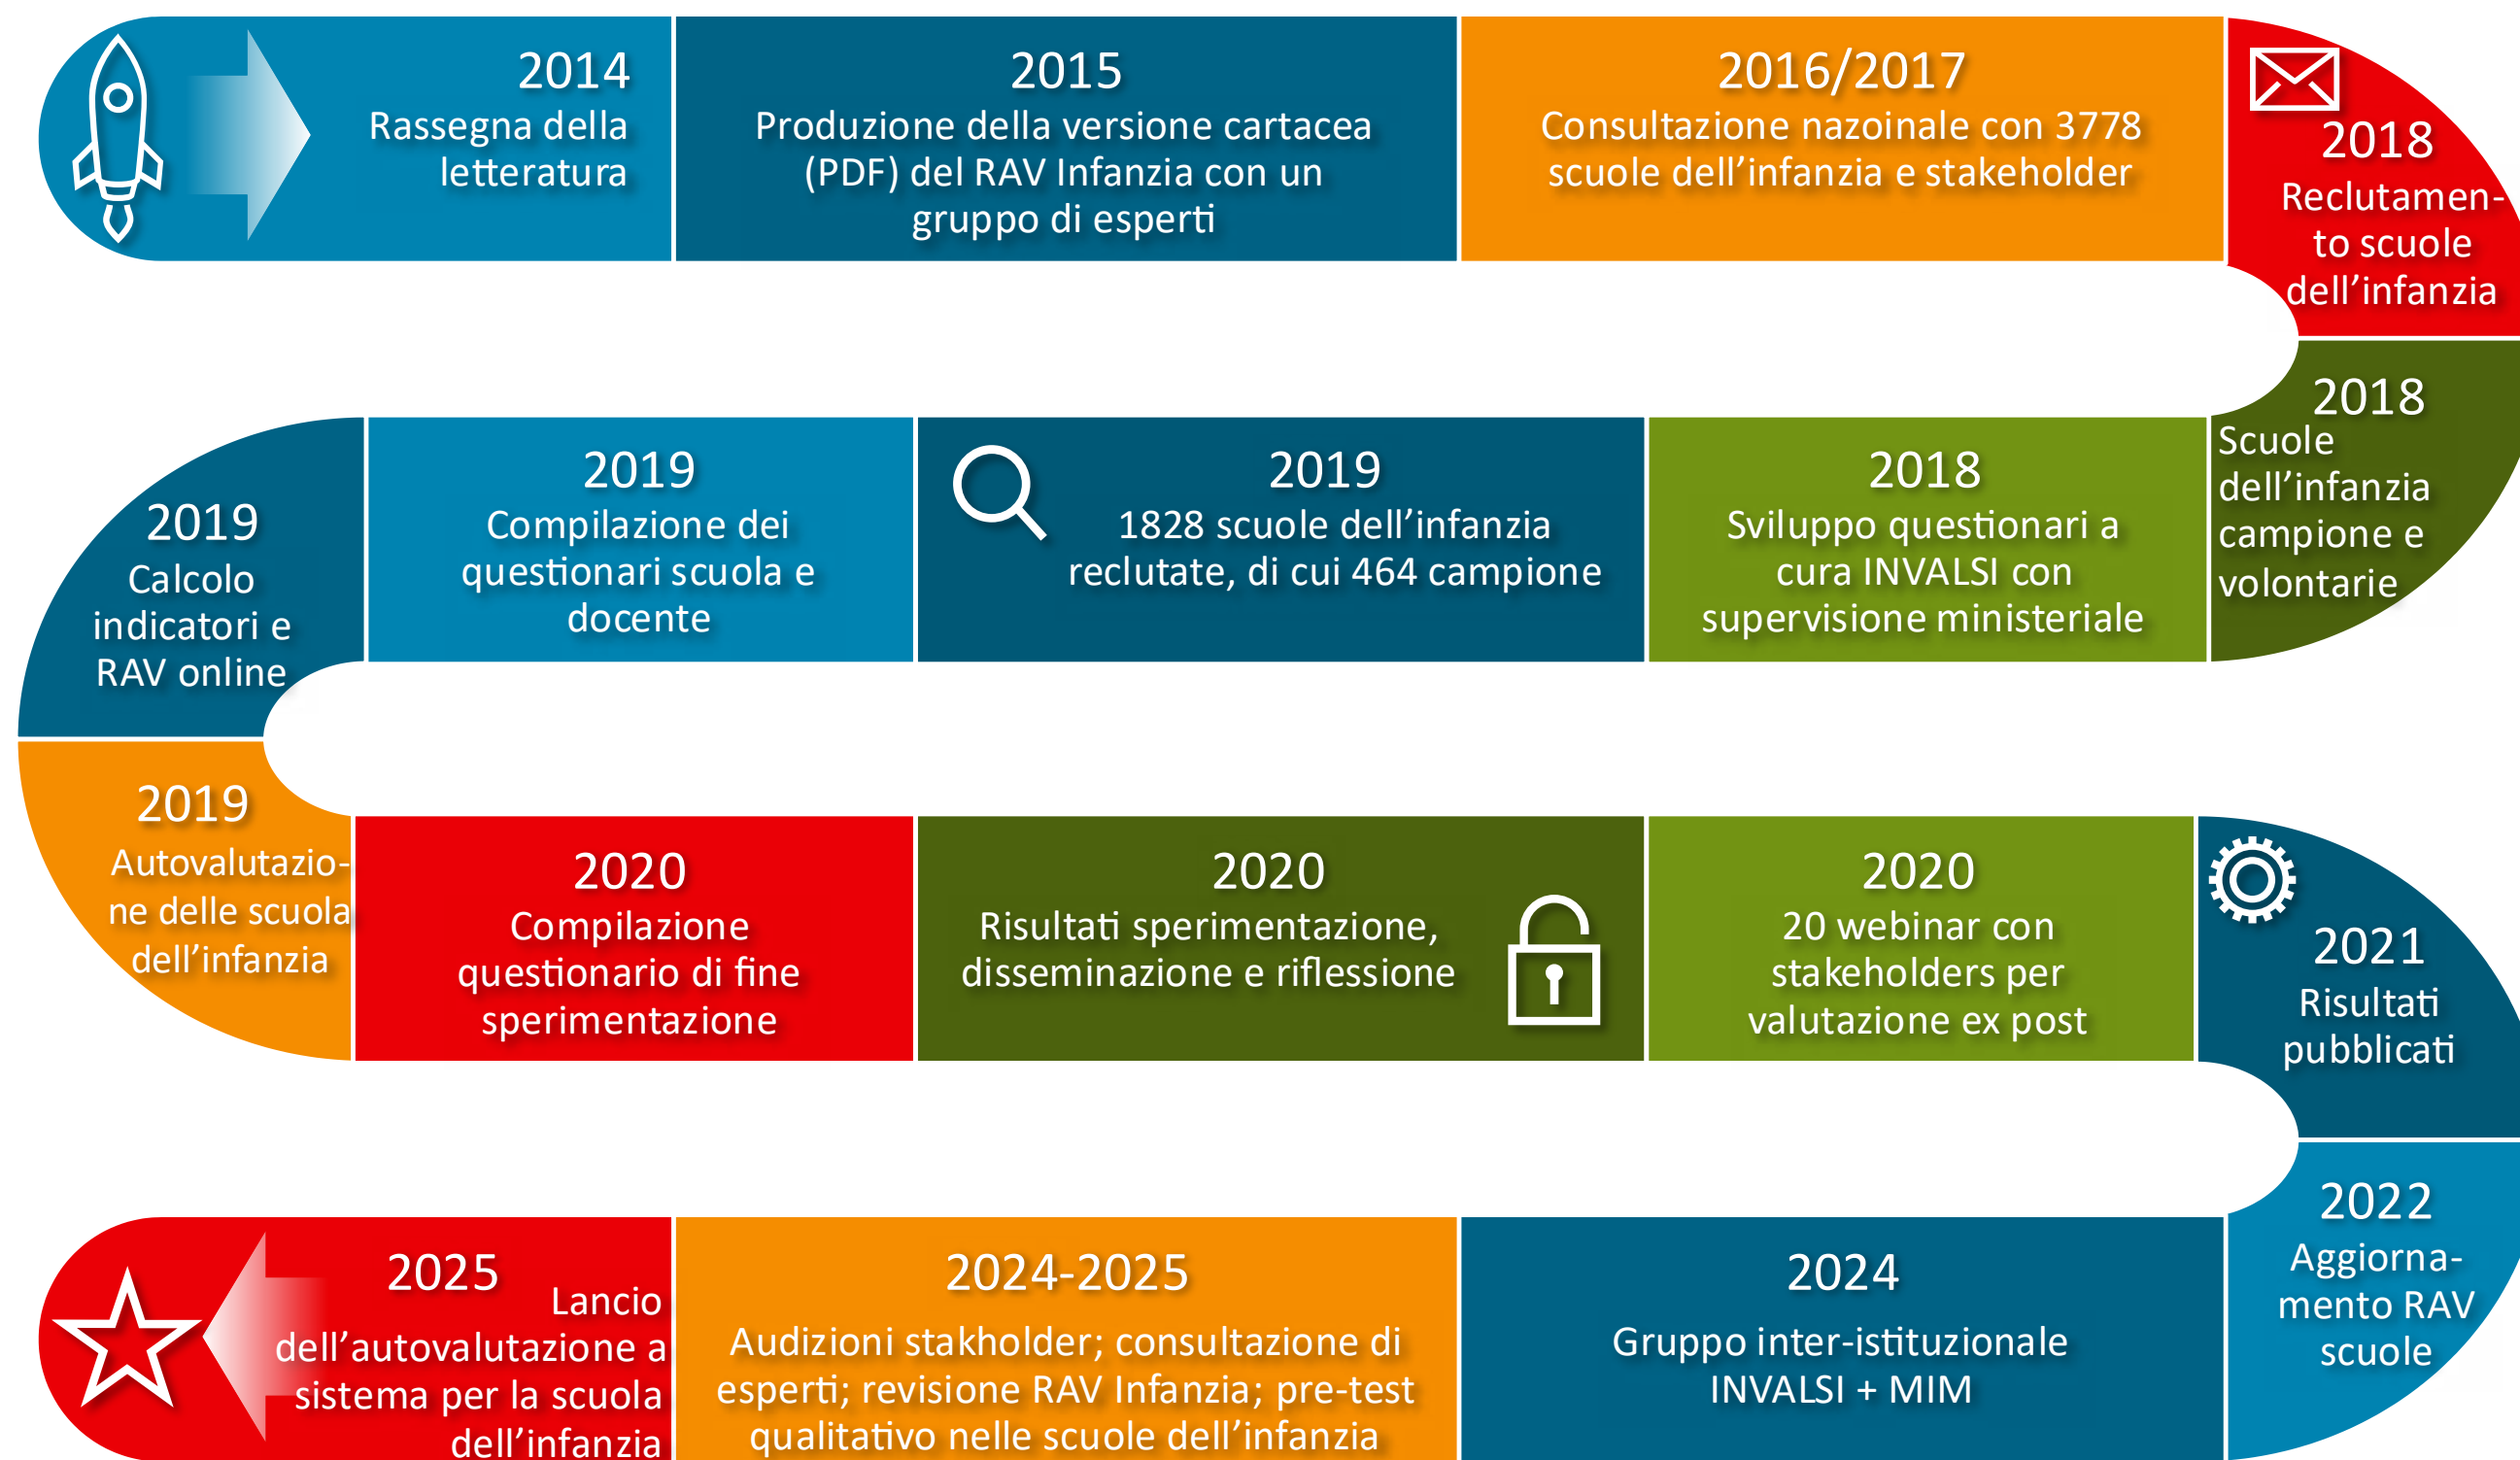 2014
Rassegna della
letteratura
2015
Produzione della versione cartacea
(PDF) del RAV Infanzia con un
gruppo di esperti
2016/2017
Consultazione nazoinale con 3778
scuole dell’infanzia e stakeholder
2018
Reclutamen-
to scuole
dell’infanzia
2018
Scuole
dell’infanzia
campione e
volontarie
2018
Sviluppo questionari a
cura INVALSI con
supervisione ministeriale
2019
1828 scuole dell’infanzia
reclutate, di cui 464 campione
2019
Compilazione dei
questionari scuola e
docente
2019
Calcolo
indicatori e
RAV online
2019
Autovalutazio-
ne delle scuola
dell’infanzia
2020
Compilazione
questionario di fine
sperimentazione
2020
Risultati sperimentazione,
disseminazione e riflessione
2020
20 webinar con
stakeholders per
valutazione ex post
2021
Risultati
pubblicati
2022
Aggiorna-
mento RAV
scuole
2024
Gruppo inter-istituzionale
INVALSI + MIM
2024-2025
Audizioni stakholder; consultazione di
esperti; revisione RAV Infanzia; pre-test
qualitativo nelle scuole dell’infanzia
2025
Lancio
dell’autovalutazione a
sistema per la scuola
dell’infanzia